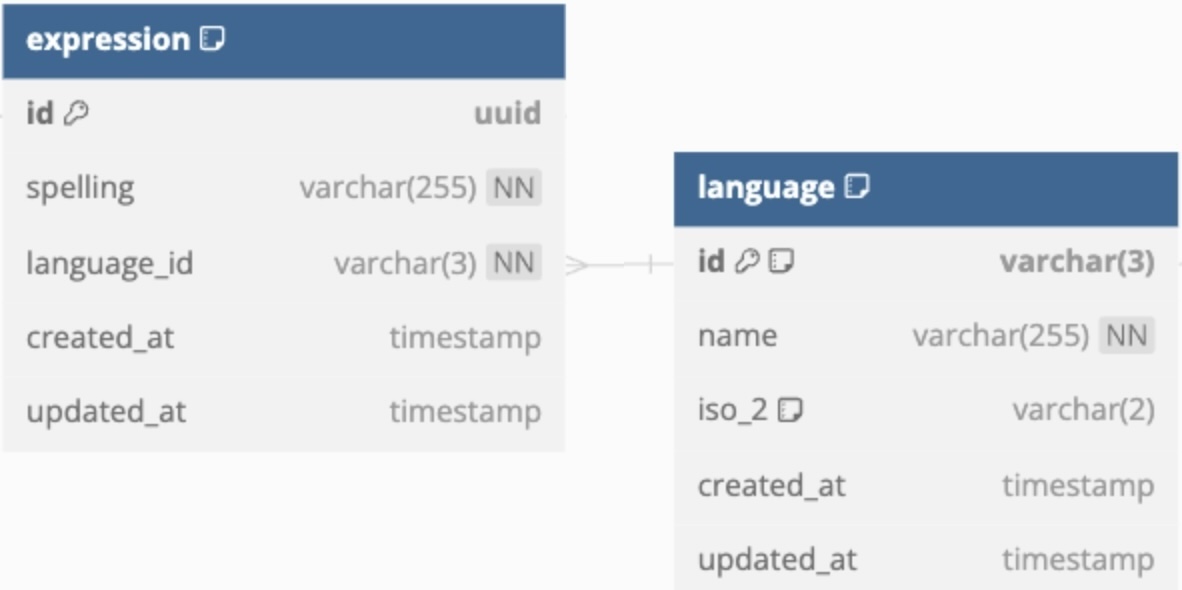 expression
id uuid
spelling varchar(255) NN
language_id varchar(3) NN
created_at timestamp
updated_at timestamp
language
id varchar(3)
name varchar(255) NN
iso_2 varchar(2)
created_at timestamp
updated_at timestamp